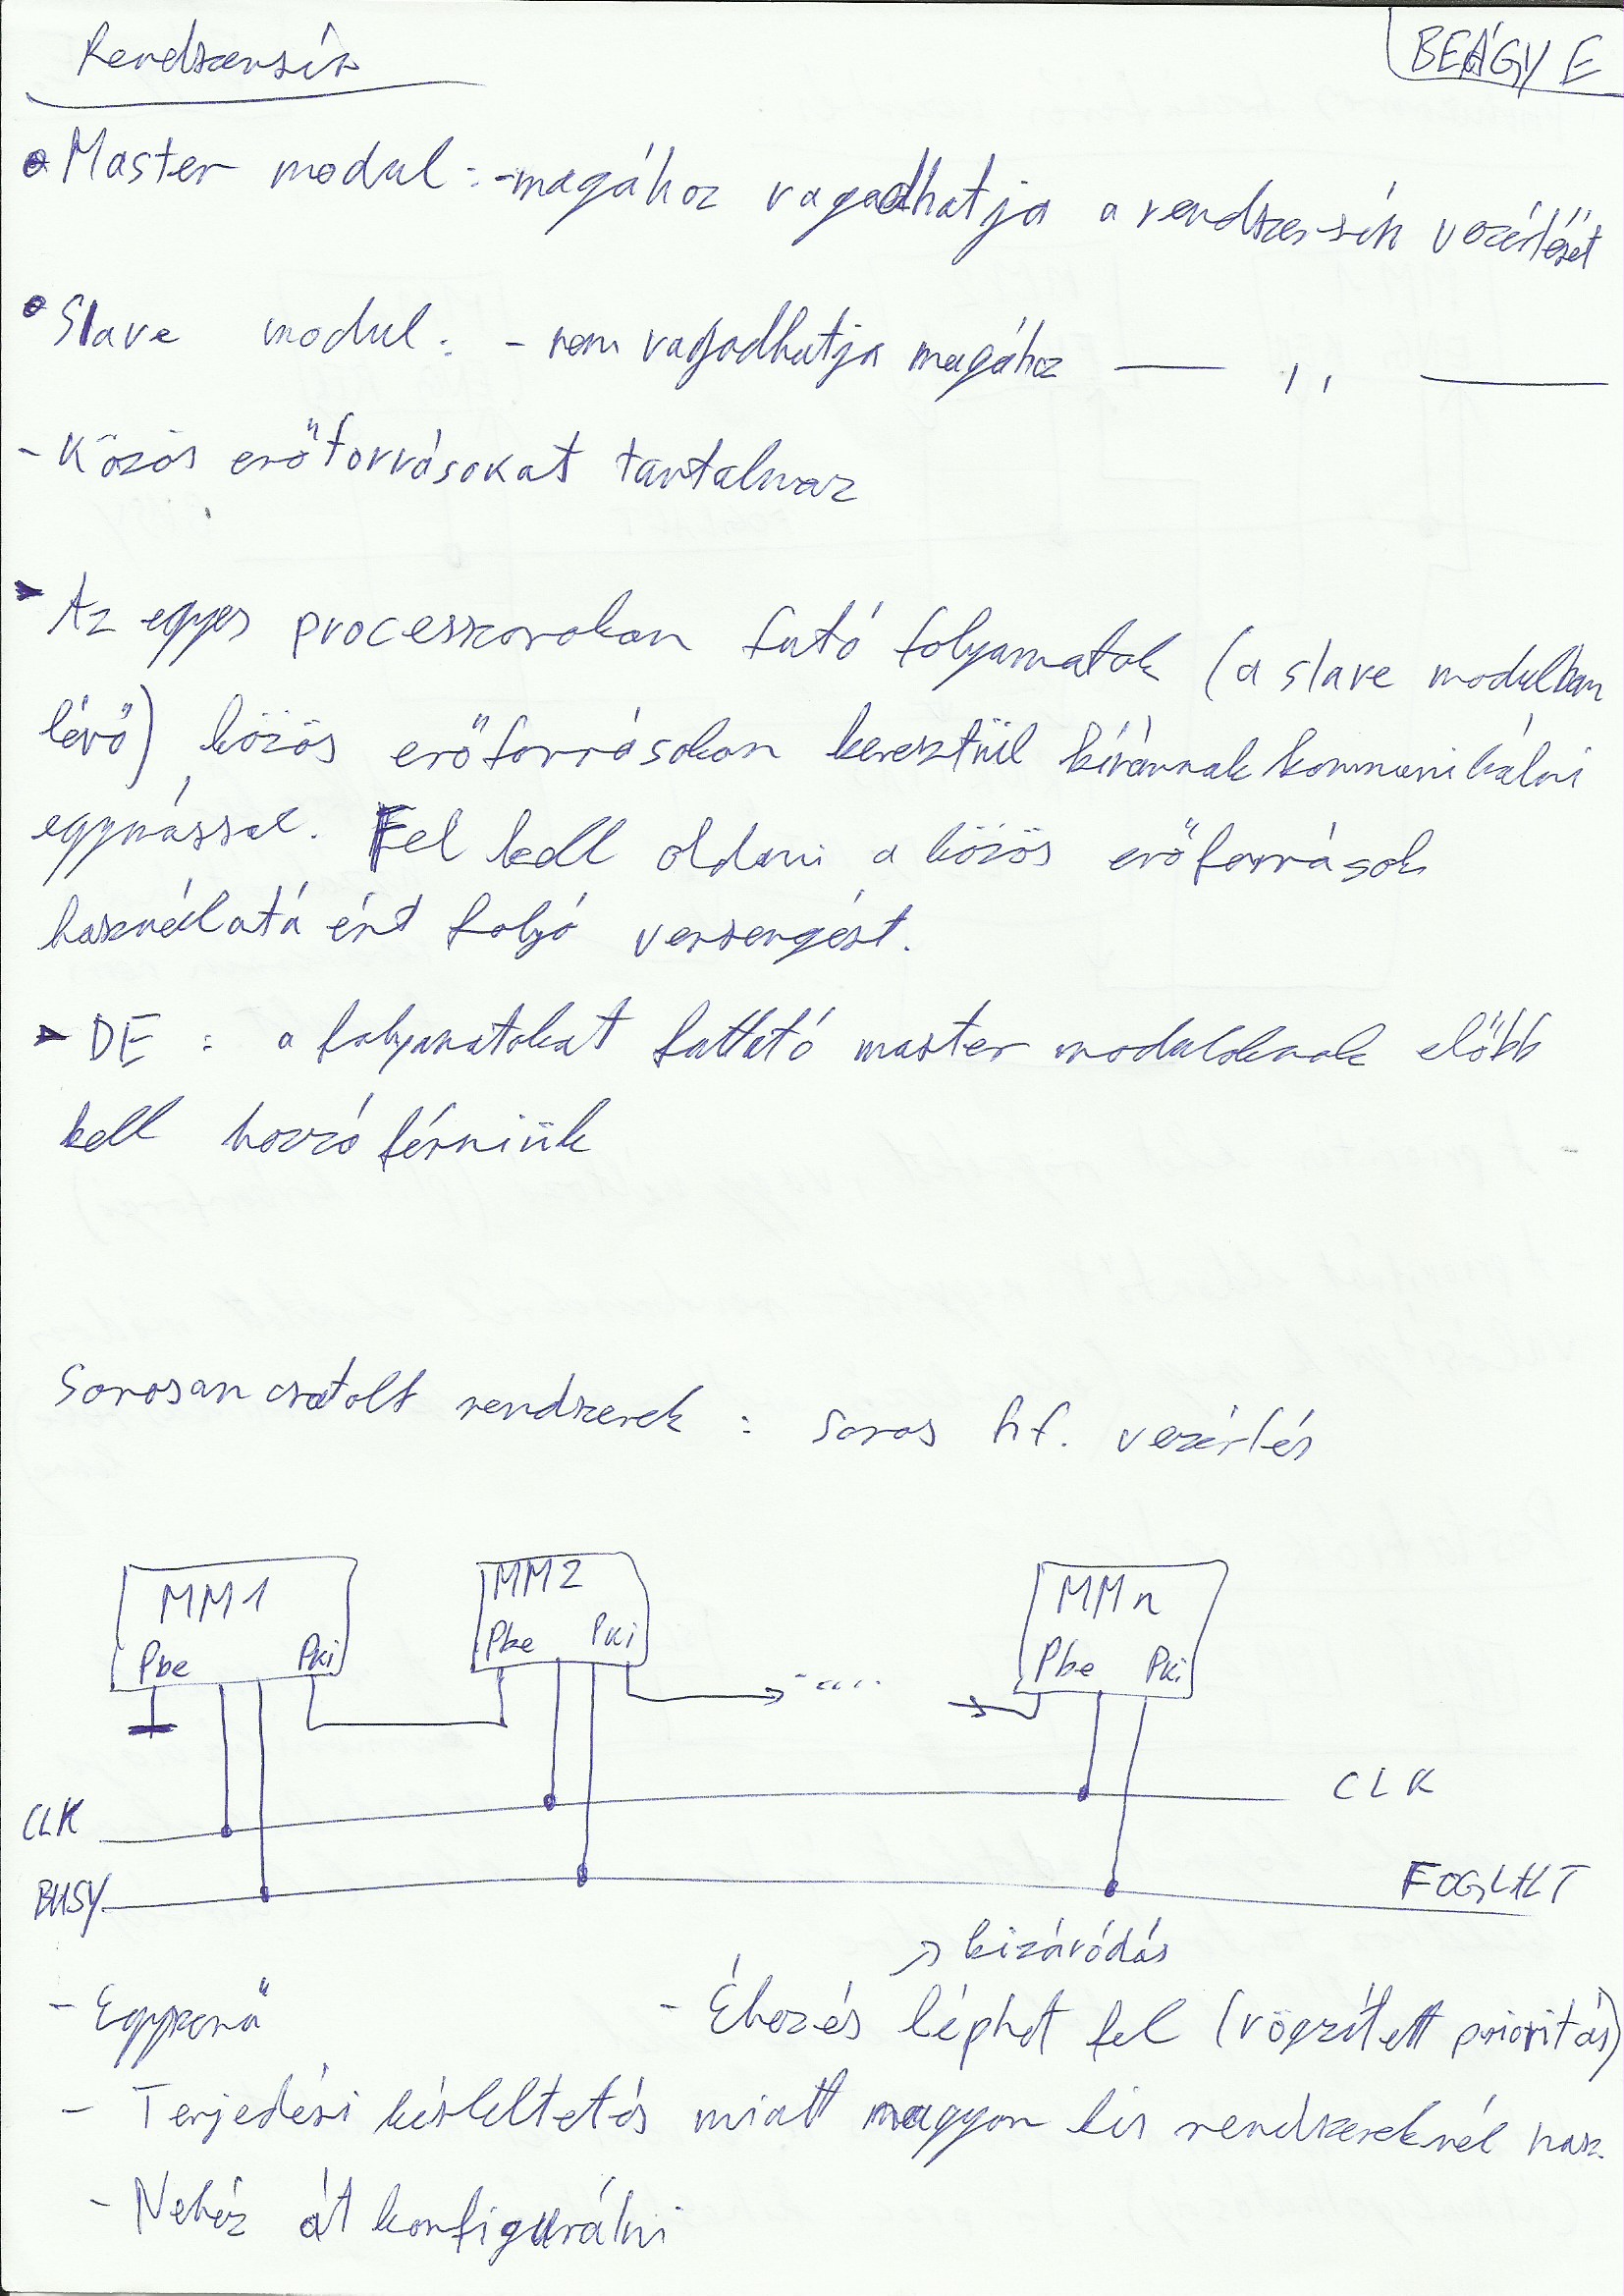 Rendszersín
BEÁGY E
Master modul: - magához ragadhatja a rendszer-sín vezérlését
Slave modul: - nem ragadhatja magához —— ,, ——
- Közös erőforrásokat tartalmaz
Az egyes processzorokon futó folyamatok (a slave modulban
lévő) közös erőforrásokon keresztül kívánnak kommunikálni
egymással. Fel kell oldani a közös erőforrások
használatáért folyó versengést.
DE : a folyamatokat futtató master moduloknak előbb
kell hozzáférniük
Sorosan csatolt rendszerek : soros hf. vezérlés
MM1 MM2 MMn
Pbe Pki Pbe Pki .... Pbe Pki
CLK CLK
BUSY FOGLALT
→ kizáródás
- Egyszerű - Éhezés léphet fel (rögzített prioritás)
- Terjedési késleltetés miatt nagyon kis rendszereknél hasz.
- Nehéz át konfigurálni